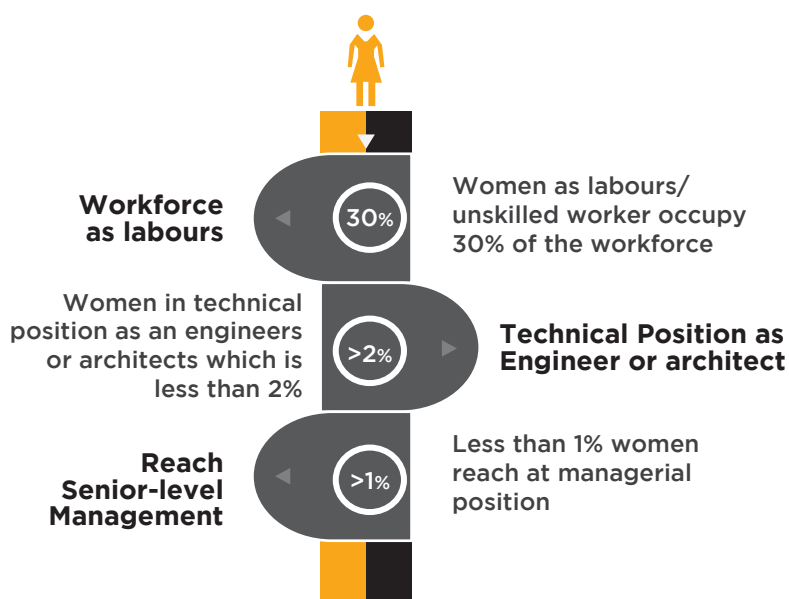 Workforce
as labours
30%
Women as labours/
unskilled worker occupy
30% of the workforce
Women in technical
position as an engineers
or architects which is
less than 2%
>2%
Technical Position as
Engineer or architect
Reach
Senior-level
Management
>1%
Less than 1% women
reach at managerial
position